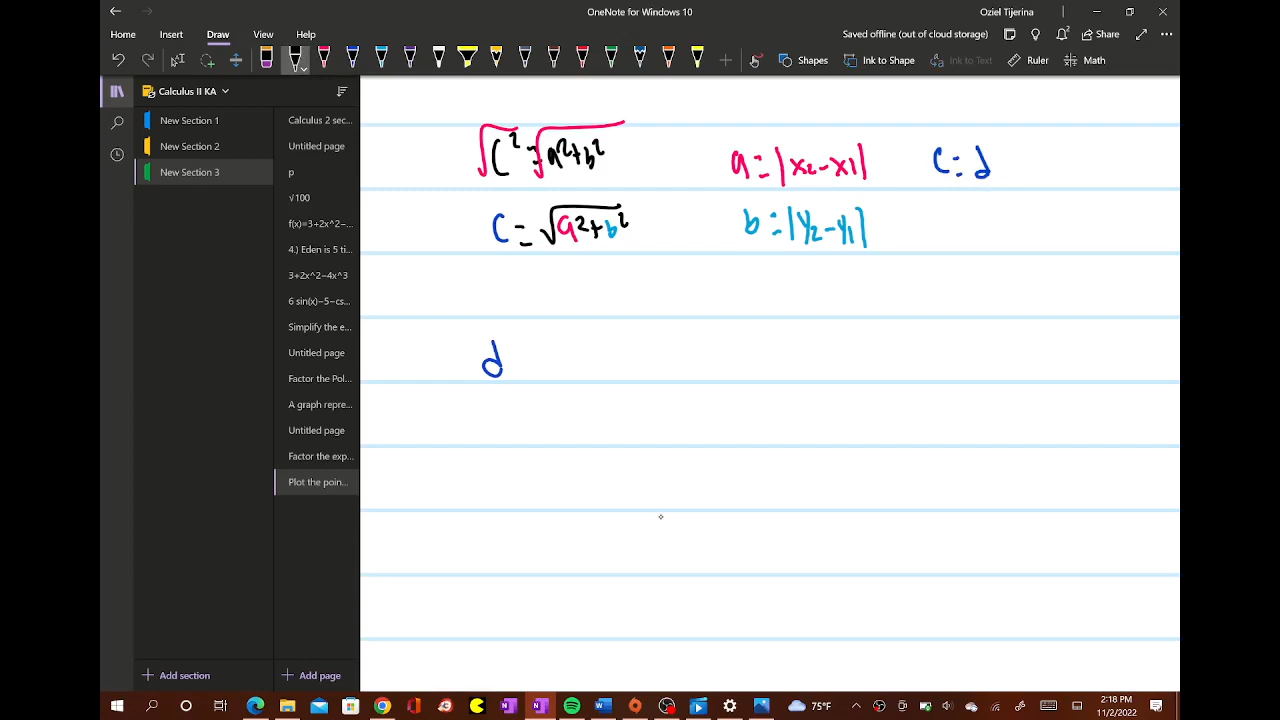 OneNote for Windows 10
Oziel Tijerina
Home Insert Draw View Help
Saved offline (out of cloud storage)
Share
Shapes
Ink to Shape
Ink to Text
Ruler
Math
Calculus II KA
New Section 1
New Section 2
New Section 3
Add section
Calculus 2 sec...
Untitled page
p
√100
f(x)=3+2x^2−...
4.) Eden is 5 ti...
3+2x^2−4x^3
6 sin(x)−5−cs...
Simplify the e...
Untitled page
Factor the Pol...
A graph repre...
Untitled page
Factor the exp...
Plot the poin...
Add page
√C² = √a²+b²
a = |x₂-x1|
C = d
C = √a²+b²
b = |y₂-y₁|
d
75°F
2:18 PM
11/2/2022